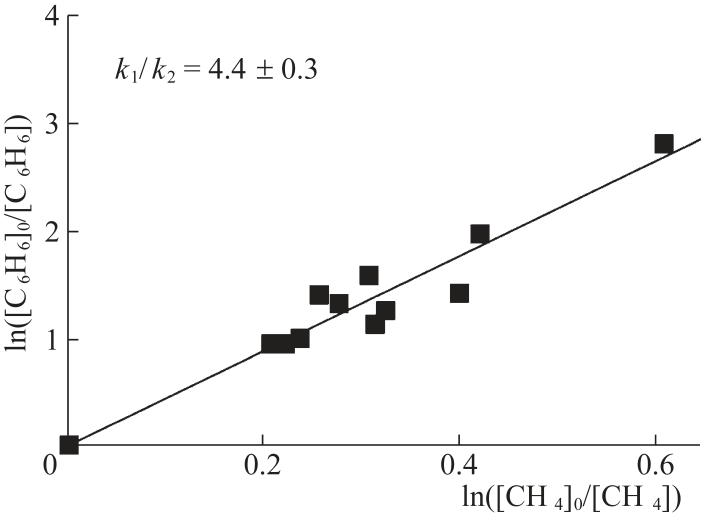 4
k₁/k₂ = 4.4 ± 0.3
3
2
1
0
0.2
0.4
0.6
ln([C₆H₆]₀/[C₆H₆]
ln([CH₄]₀/[CH₄])